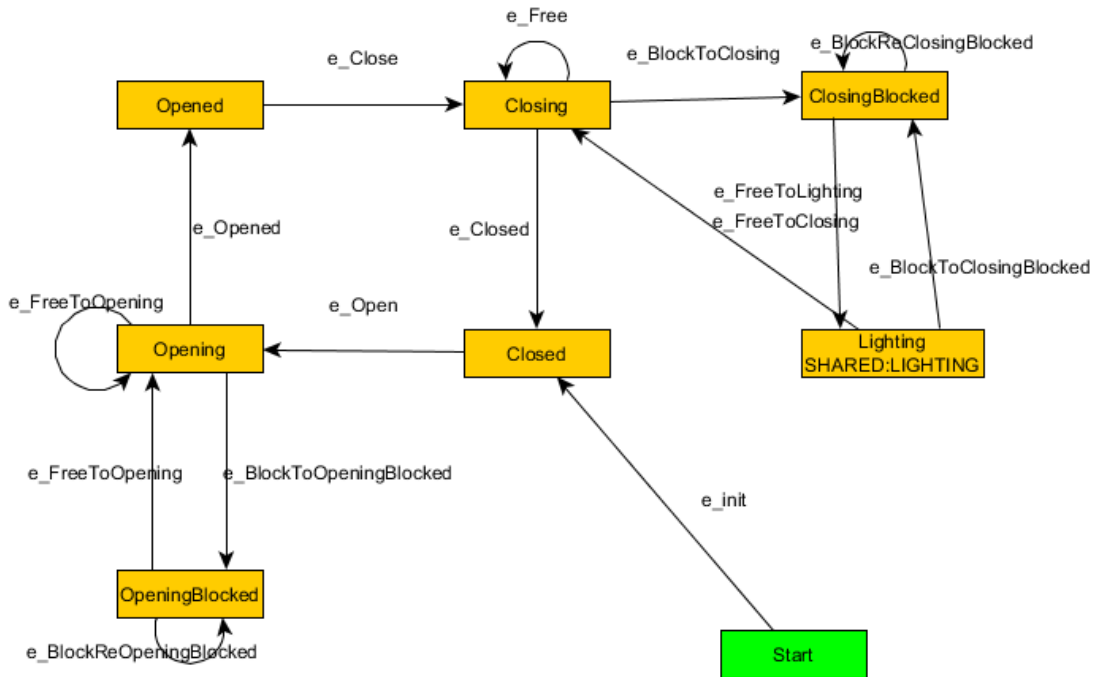 e_Free
e_Close
e_BlockToClosing
e_BlockReClosingBlocked
Opened
Closing
ClosingBlocked
e_FreeToLighting
e_FreeToClosing
e_Opened
e_Closed
e_BlockToClosingBlocked
e_FreeToOpening
e_Open
Opening
Closed
Lighting
SHARED:LIGHTING
e_FreeToOpening
e_BlockToOpeningBlocked
e_init
OpeningBlocked
e_BlockReOpeningBlocked
Start